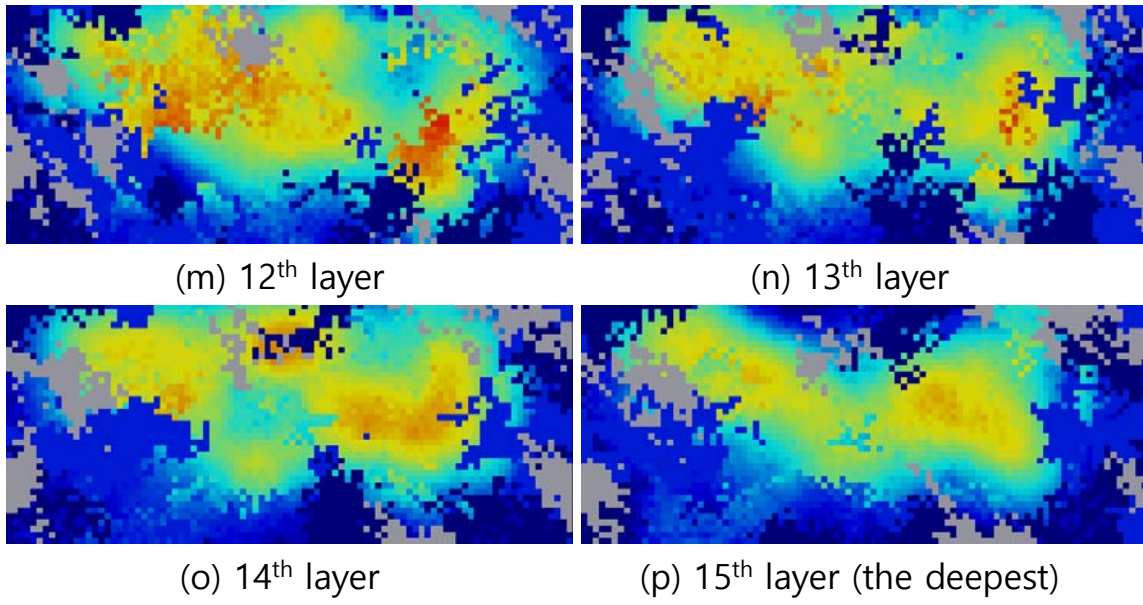 (m) 12th layer
(n) 13th layer
(o) 14th layer
(p) 15th layer (the deepest)